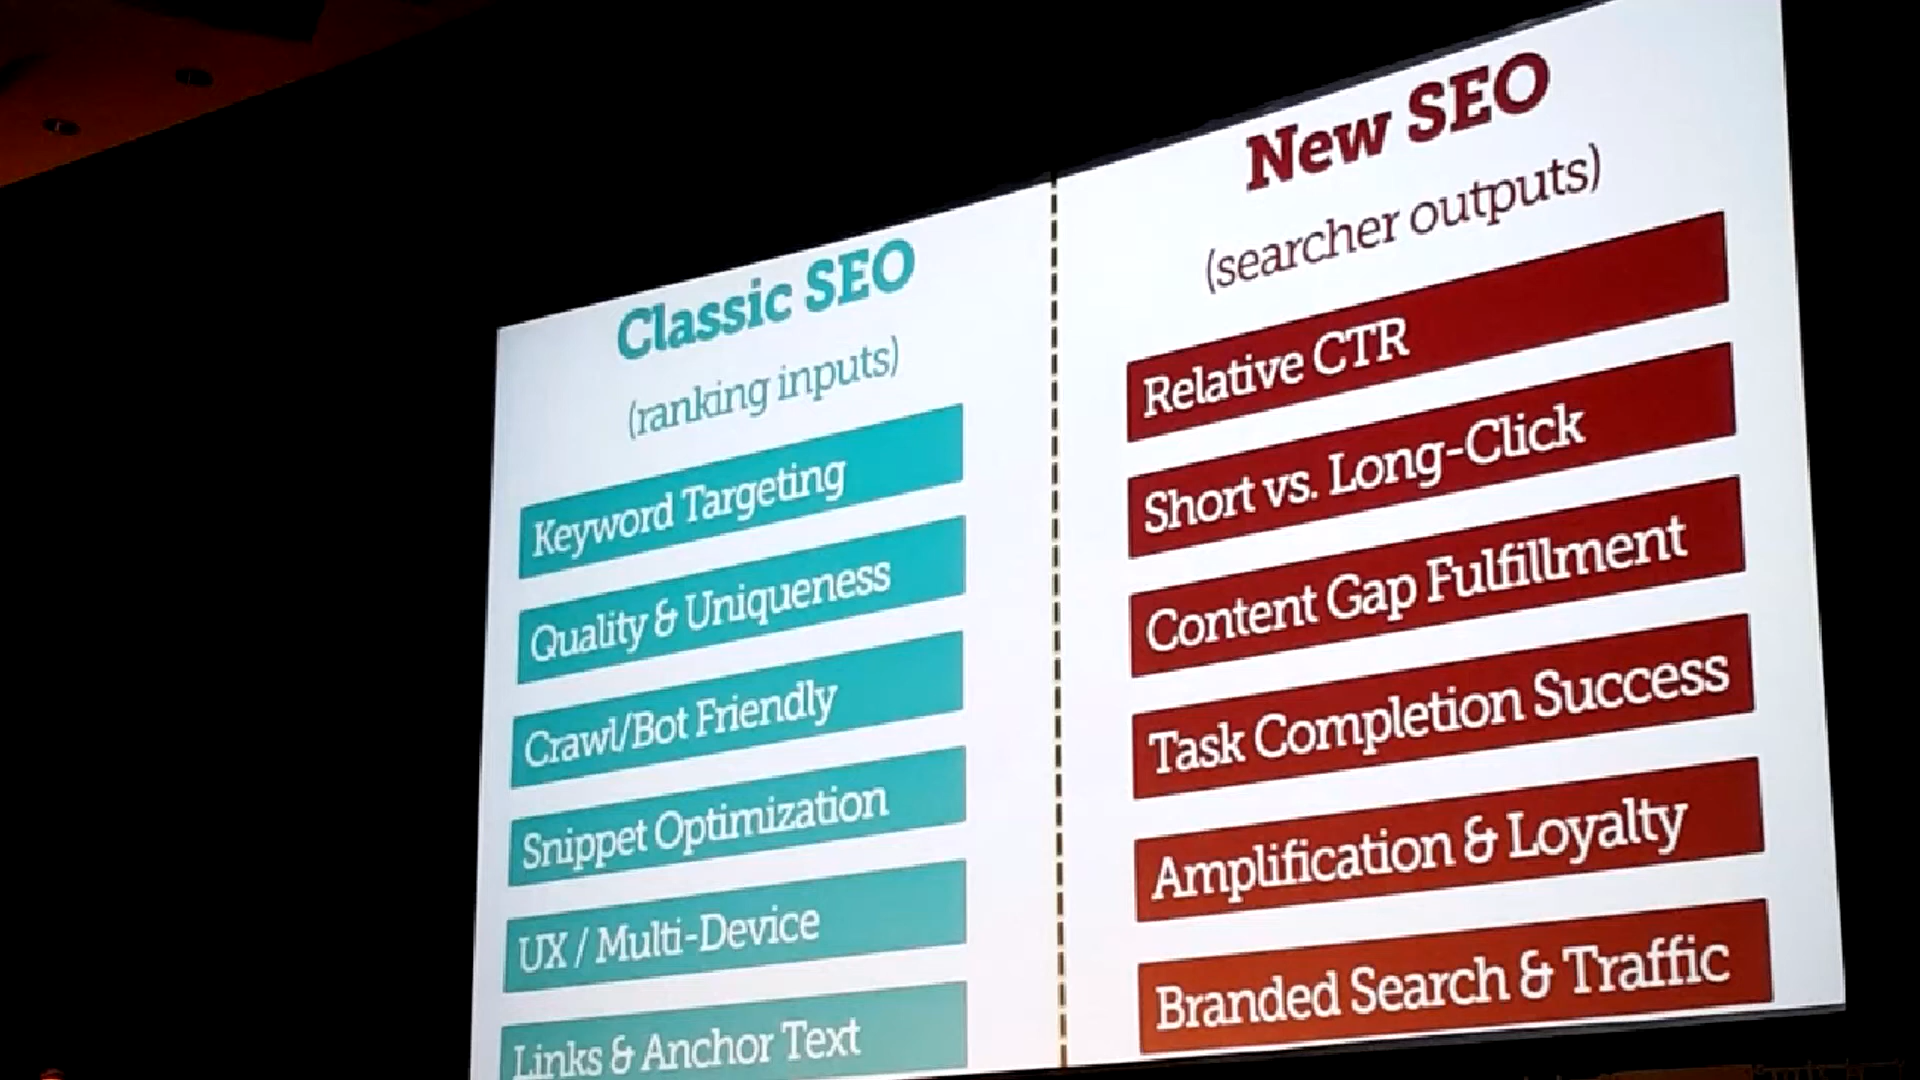 Classic SEO
(ranking inputs)
Keyword Targeting
Quality & Uniqueness
Crawl/Bot Friendly
Snippet Optimization
UX / Multi-Device
Links & Anchor Text
New SEO
(searcher outputs)
Relative CTR
Short vs. Long-Click
Content Gap Fulfillment
Task Completion Success
Amplification & Loyalty
Branded Search & Traffic